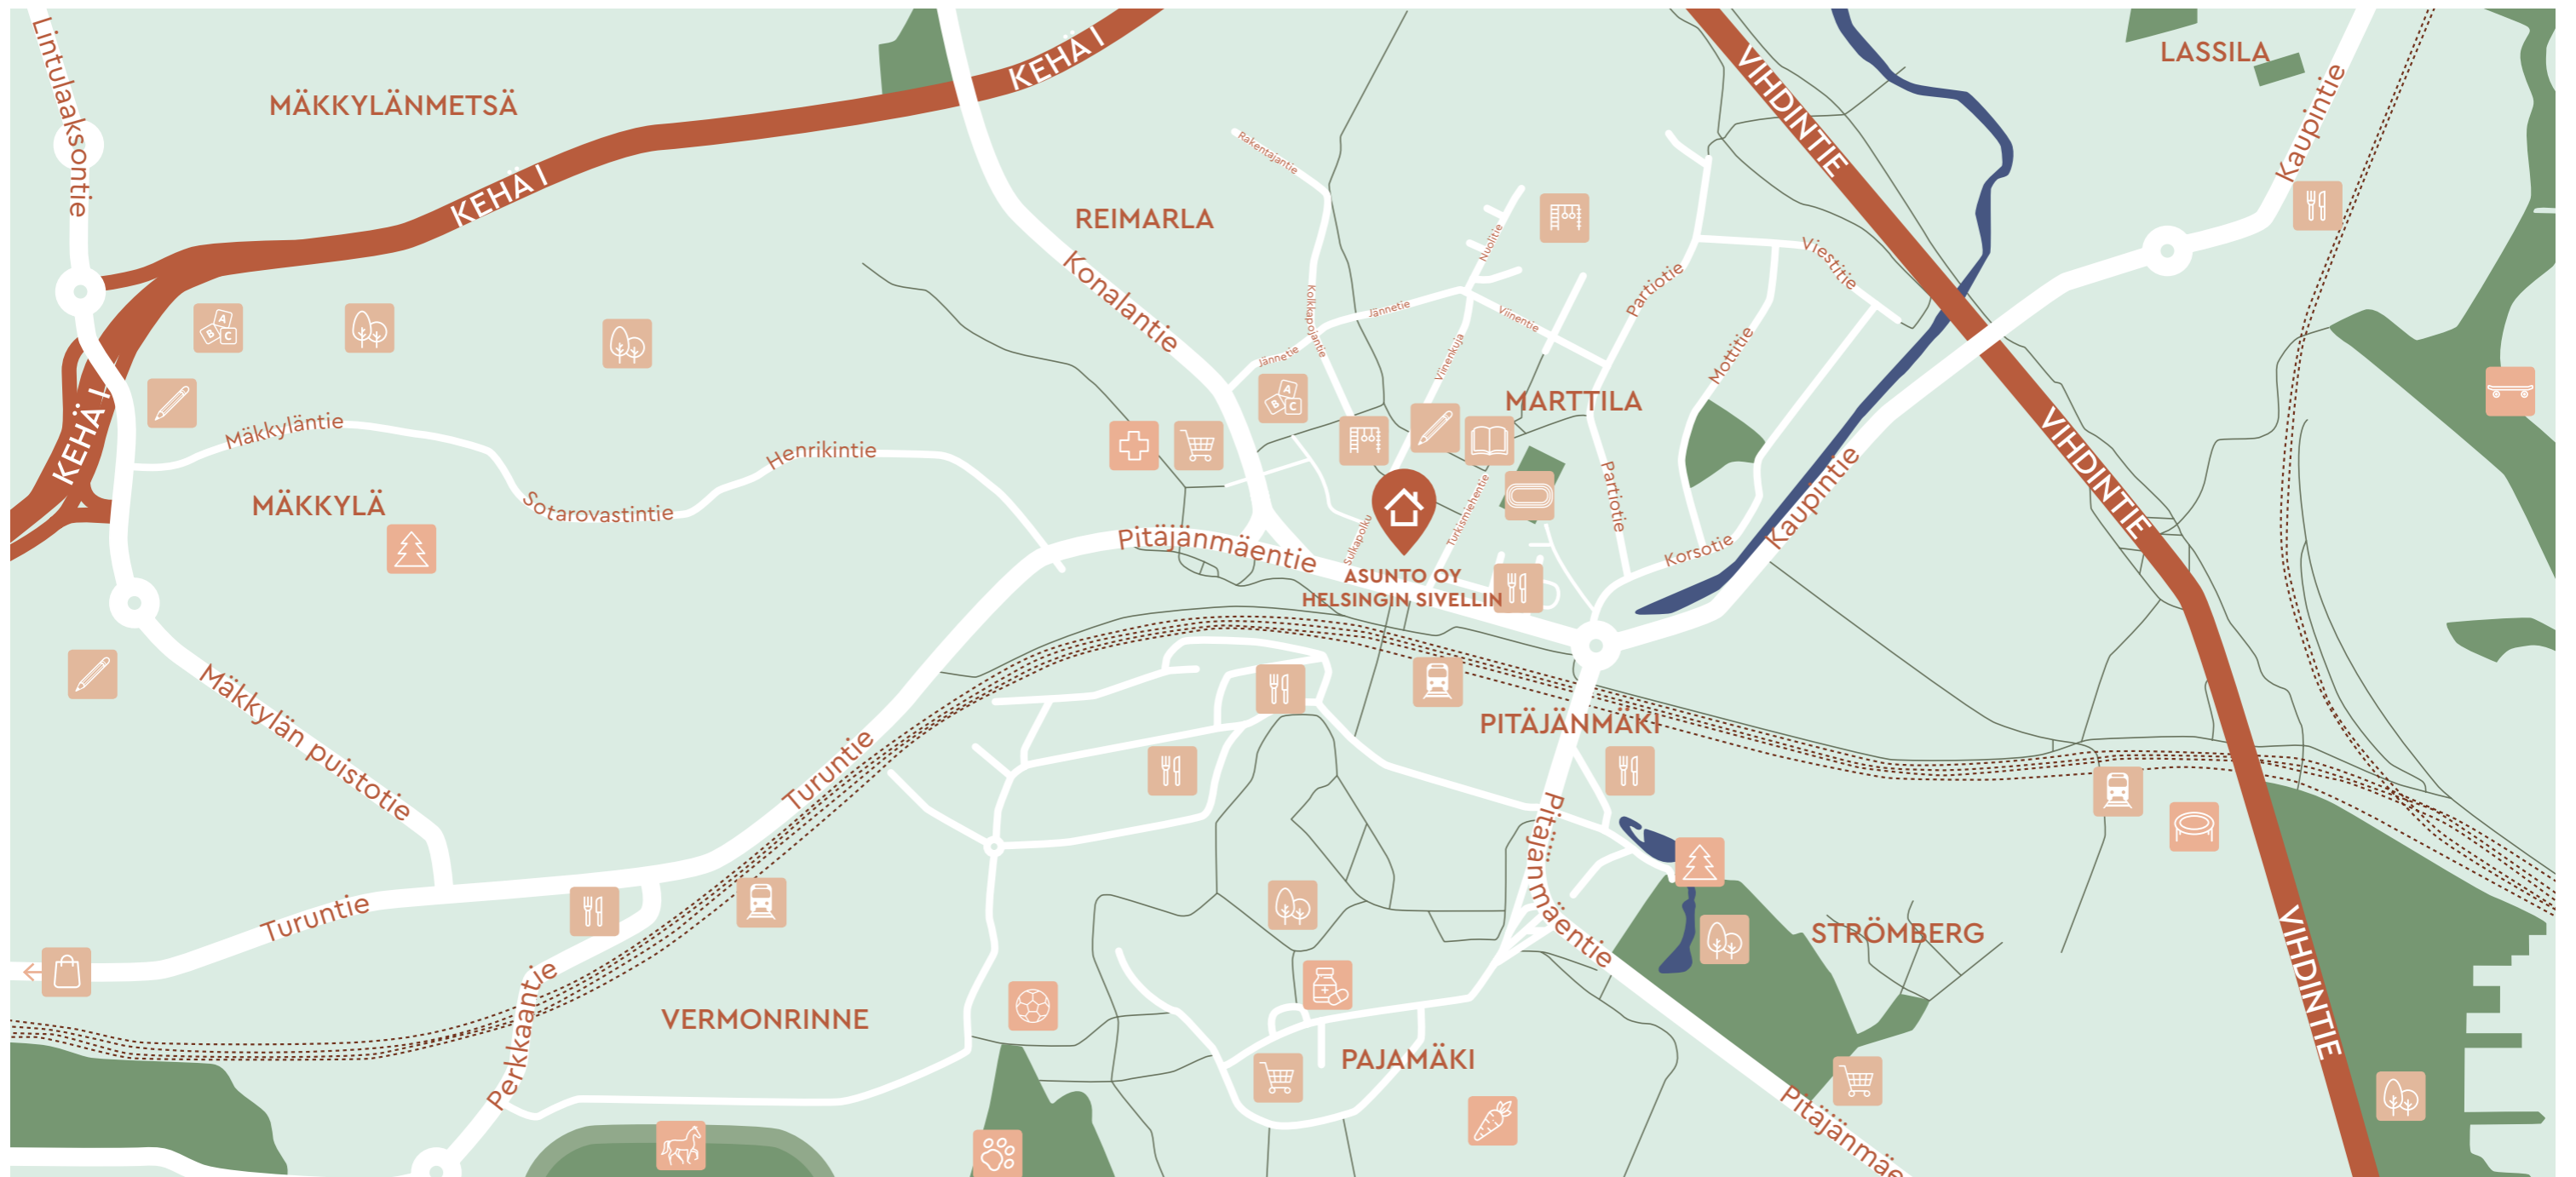 Lintulaaksontie
MÄKKYLÄNMETSÄ
KEHÄ I
KEHÄ I
KEHÄ I
VIHDINTIE
LASSILA
Kaupintie
REIMARLA
Rakentajantie
Konalantie
Kolkkapojantie
Nuolitie
Jännetie
Jännetie
Viinentie
Viinenkuja
Partiotie
Viestitie
Mottitie
A
B C
A
B C
MARTTILA
Mäkkyläntie
Henrikintie
MÄKKYLÄ
Sotarovastintie
Pitäjänmäentie
Sulkapolku
Turkismiehentie
Partiotie
Korsotie
Kaupintie
VIHDINTIE
ASUNTO OY
HELSINGIN SIVELLIN
Mäkkylän puistotie
Turuntie
PITÄJÄNMÄKI
Pitäjänmäentie
Turuntie
STRÖMBERG
VIHDINTIE
Perkkaantie
VERMONRINNE
PAJAMÄKI
Pitäjänmäe